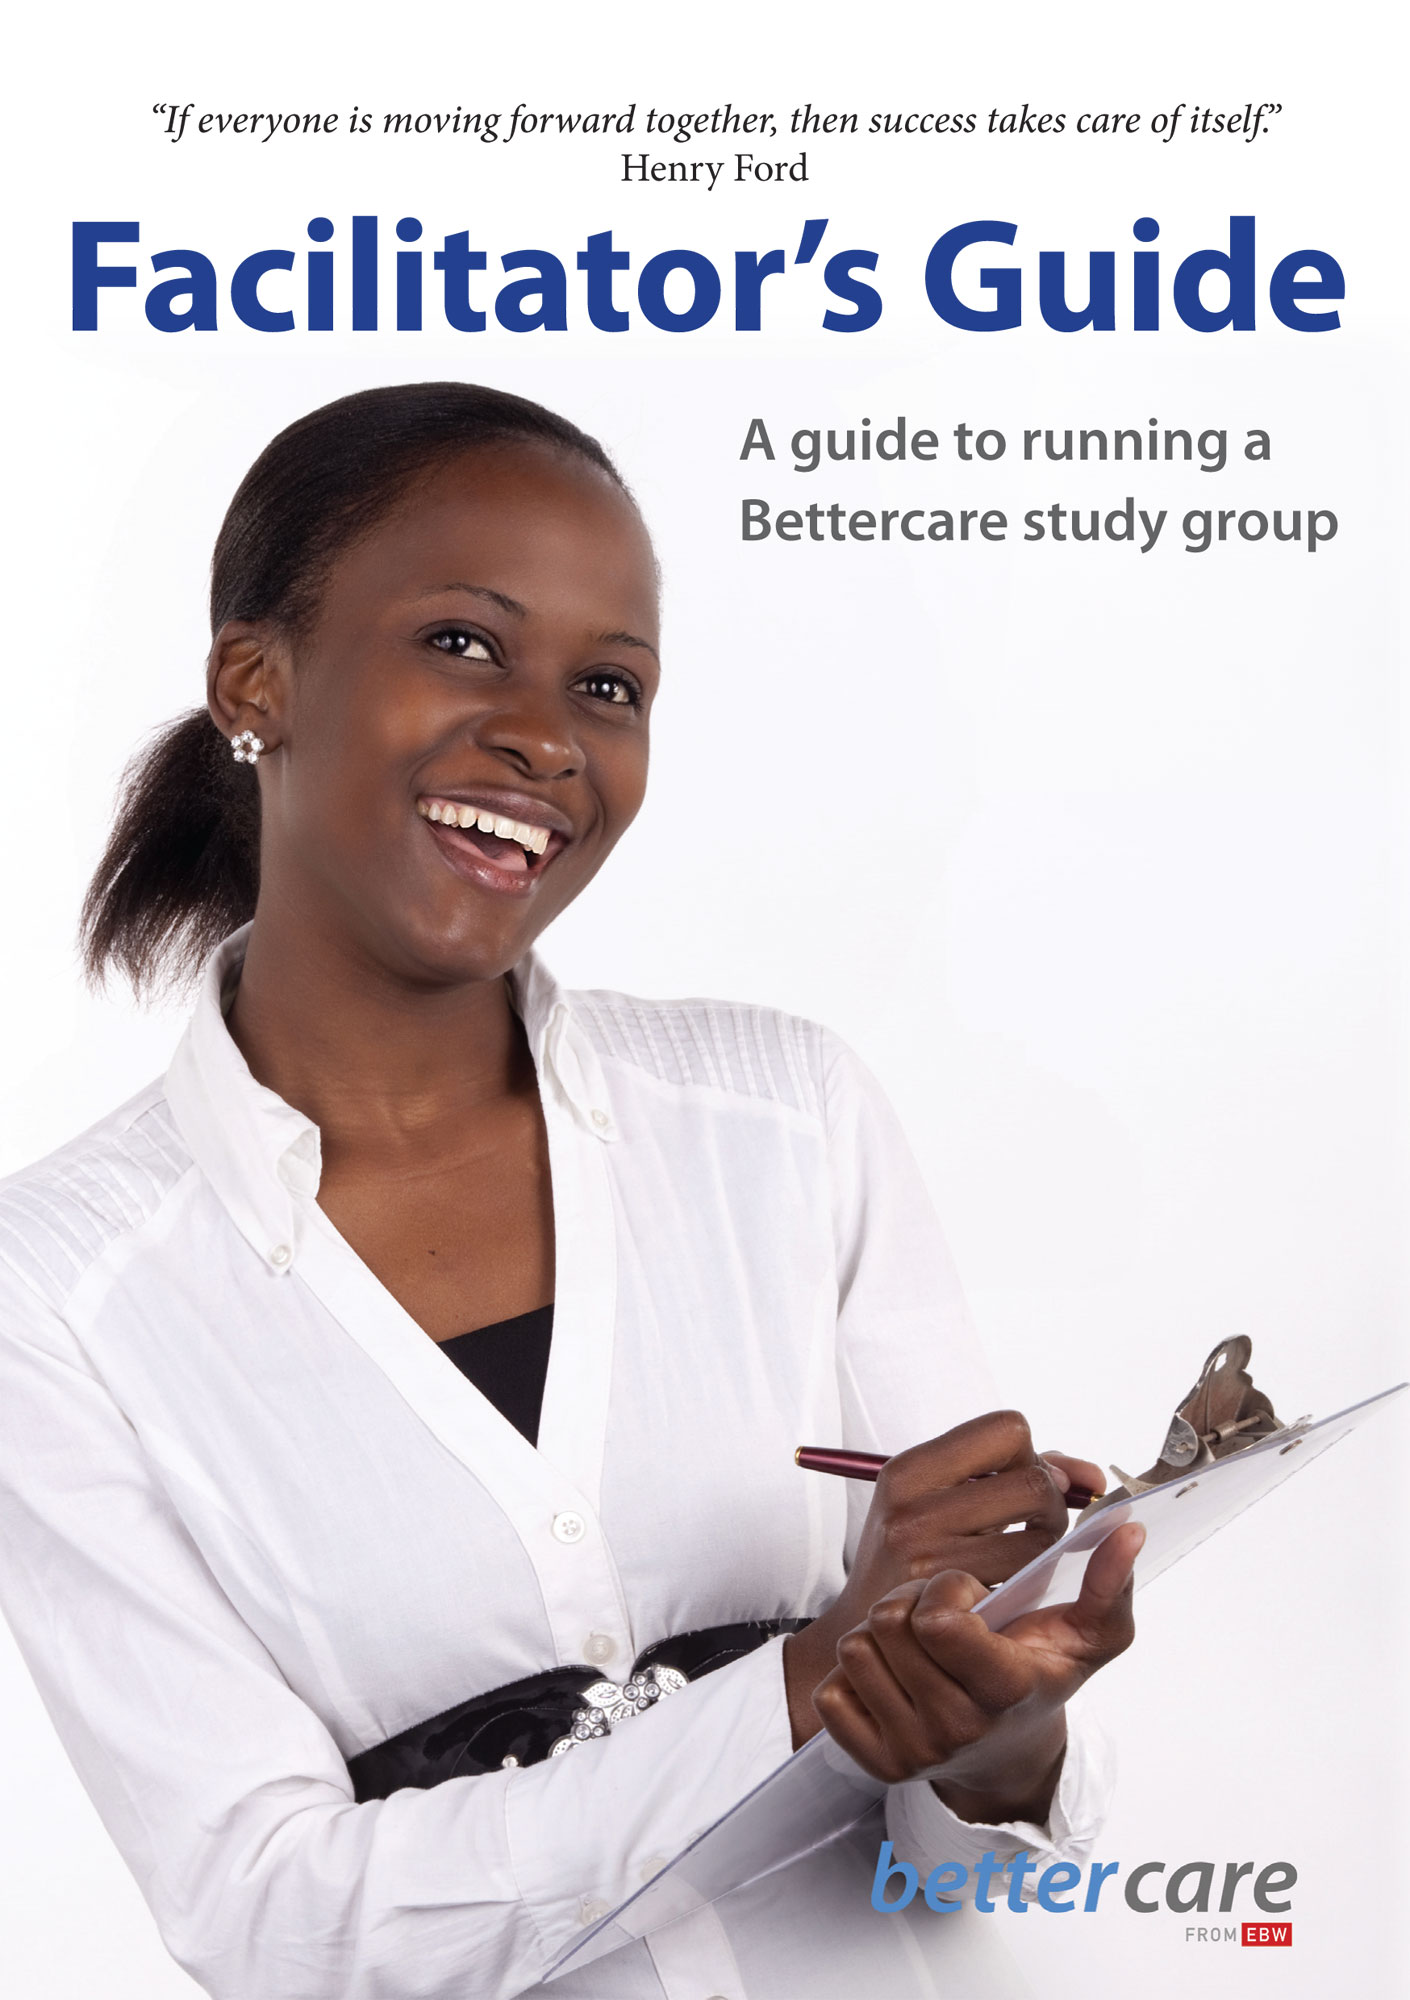 “If everyone is moving forward together, then success takes care of itself.”
Henry Ford
Facilitator’s Guide
A guide to running a
Bettercare study group
bettercare
FROM EBW